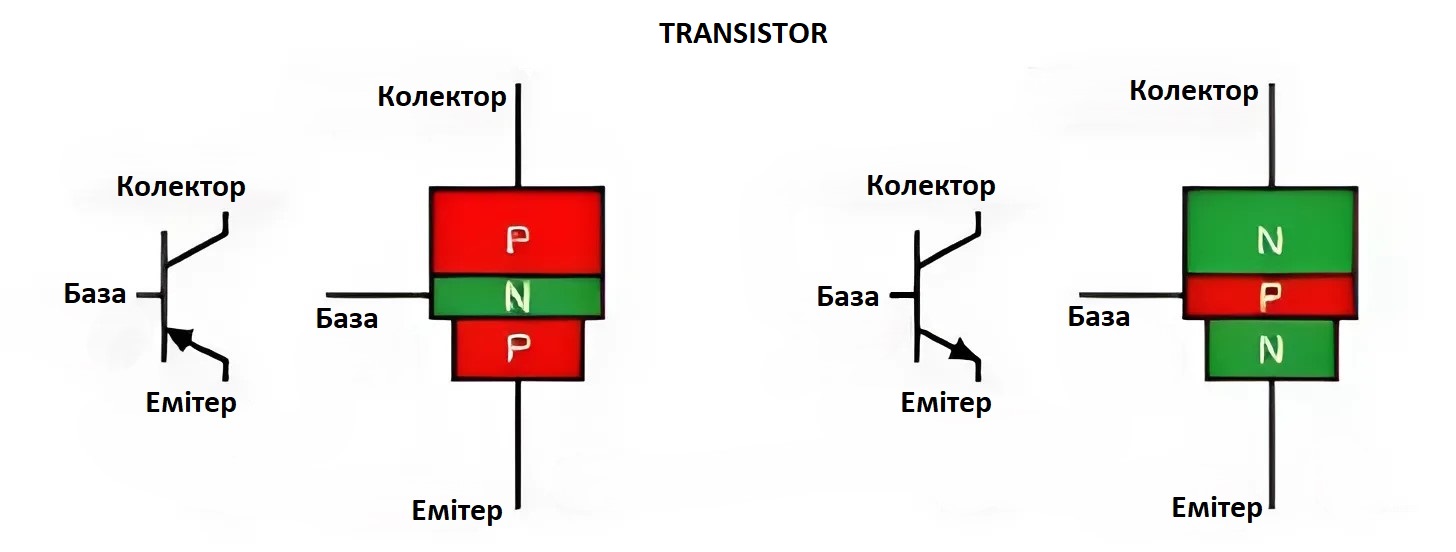 TRANSISTOR
Колектор
Колектор
База
База
Емітер
Емітер
P
N
P
Колектор
Колектор
База
База
Емітер
Емітер
N
P
N